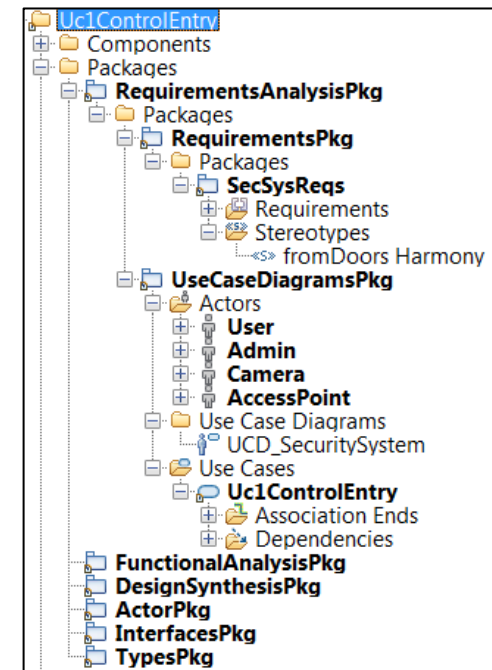 Uc1ControlEntry
Components
Packages
RequirementsAnalysisPkg
Packages
RequirementsPkg
Packages
SecSysReqs
Requirements
«S» Stereotypes
«S» fromDoors Harmony
UseCaseDiagramsPkg
Actors
User
Admin
Camera
AccessPoint
Use Case Diagrams
UCD_SecuritySystem
Use Cases
Uc1ControlEntry
Association Ends
Dependencies
FunctionalAnalysisPkg
DesignSynthesisPkg
ActorPkg
InterfacesPkg
TypesPkg